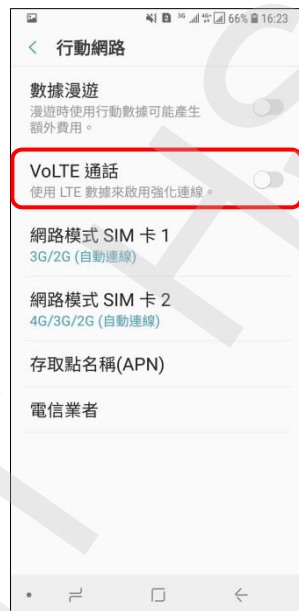 3G 4G 66% 16:23
行動網路
數據漫遊
漫遊時使用行動數據可能產生
額外費用。
VoLTE 通話
使用 LTE 數據來啟用強化連線。
網路模式 SIM 卡 1
3G/2G (自動連線)
網路模式 SIM 卡 2
4G/3G/2G (自動連線)
存取點名稱(APN)
電信業者